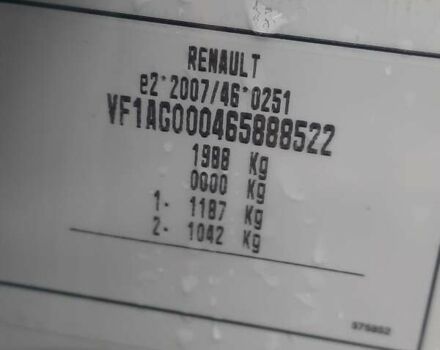 RENAULT
e2*2007/46*0251
VF1AG000465888522
1988 Kg
0000 Kg
1- 1187 Kg
2- 1042 Kg